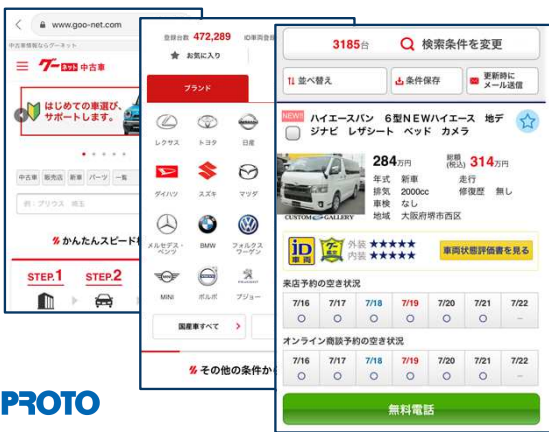 www.goo-net.com
中古車情報ならグーネット
グーネット 中古車
はじめての車選び、
サポートします。
中古車 販売店 新車 パーツ 一覧
例：プリウス 埼玉
かんたんスピード
STEP.1 STEP.2
PROTO
登録台数 472,289 ID車両登録
お気に入り
ブランド
レクサス トヨタ 日産
ダイハツ スズキ マツダ
メルセデス・ベンツ BMW フォルクスワーゲン
MINI ボルボ プジョー
国産車すべて
その他の条件から
3185台 検索条件を変更
並べ替え 条件保存 更新時にメール送信
NEW!! ハイエースバン 6型NEWハイエース 地デ
ジナビ レザシート ベッド カメラ
284万円 総額(税込) 314万円
年式 新車 走行
排気 2000cc 修復歴 無し
車検 なし
地域 大阪府堺市西区
CUSTOM GALLERY
iD車両 グー鑑定 外装 ★★★★★
内装 ★★★★★
車両状態評価書を見る
来店予約の空き状況
7/16 7/17 7/18 7/19 7/20 7/21 7/22
○ ○ ○ ○ ○ ○ －
オンライン商談予約の空き状況
7/16 7/17 7/18 7/19 7/20 7/21 7/22
○ ○ ○ ○ ○ ○ －
無料電話